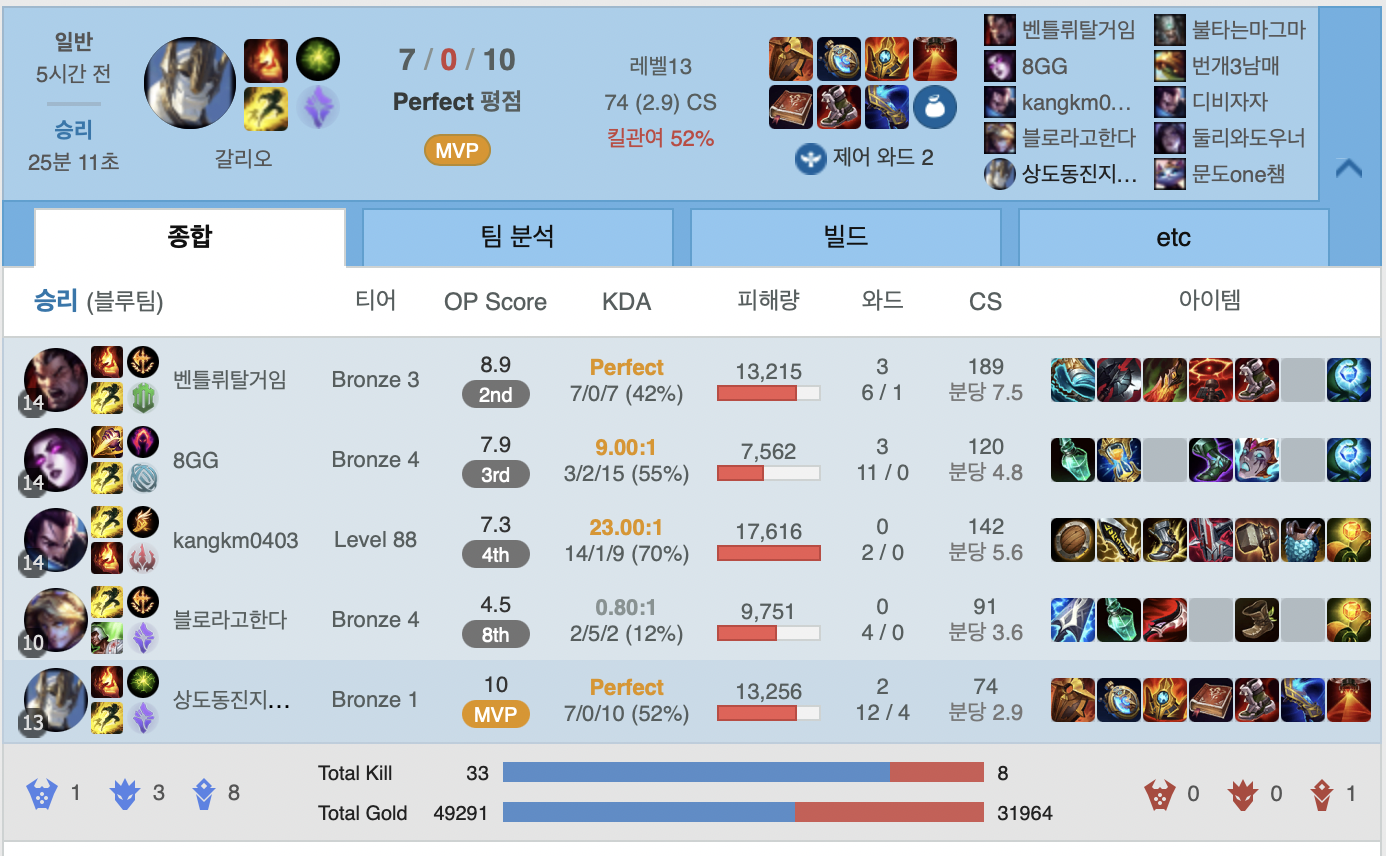 일반
5시간 전
승리
25분 11초
갈리오
7 / 0 / 10
Perfect 평점
MVP
레벨13
74 (2.9) CS
킬관여 52%
제어 와드 2
벤틀뤼탈거임
8GG
kangkm0...
블로라고한다
상도동진지...
불타는마그마
번개3남매
디비자자
둘리와도우너
문도one챔
종합 팀 분석 빌드 etc
승리 (블루팀) 티어 OP Score KDA 피해량 와드 CS 아이템
14 벤틀뤼탈거임 Bronze 3 8.9 2nd Perfect 7/0/7 (42%) 13,215 3 6 / 1 189 분당 7.5
14 8GG Bronze 4 7.9 3rd 9.00:1 3/2/15 (55%) 7,562 3 11 / 0 120 분당 4.8
14 kangkm0403 Level 88 7.3 4th 23.00:1 14/1/9 (70%) 17,616 0 2 / 0 142 분당 5.6
10 블로라고한다 Bronze 4 4.5 8th 0.80:1 2/5/2 (12%) 9,751 0 4 / 0 91 분당 3.6
13 상도동진지... Bronze 1 10 MVP Perfect 7/0/10 (52%) 13,256 2 12 / 4 74 분당 2.9
1 3 8
Total Kill 33 8
Total Gold 49291 31964
0 0 1